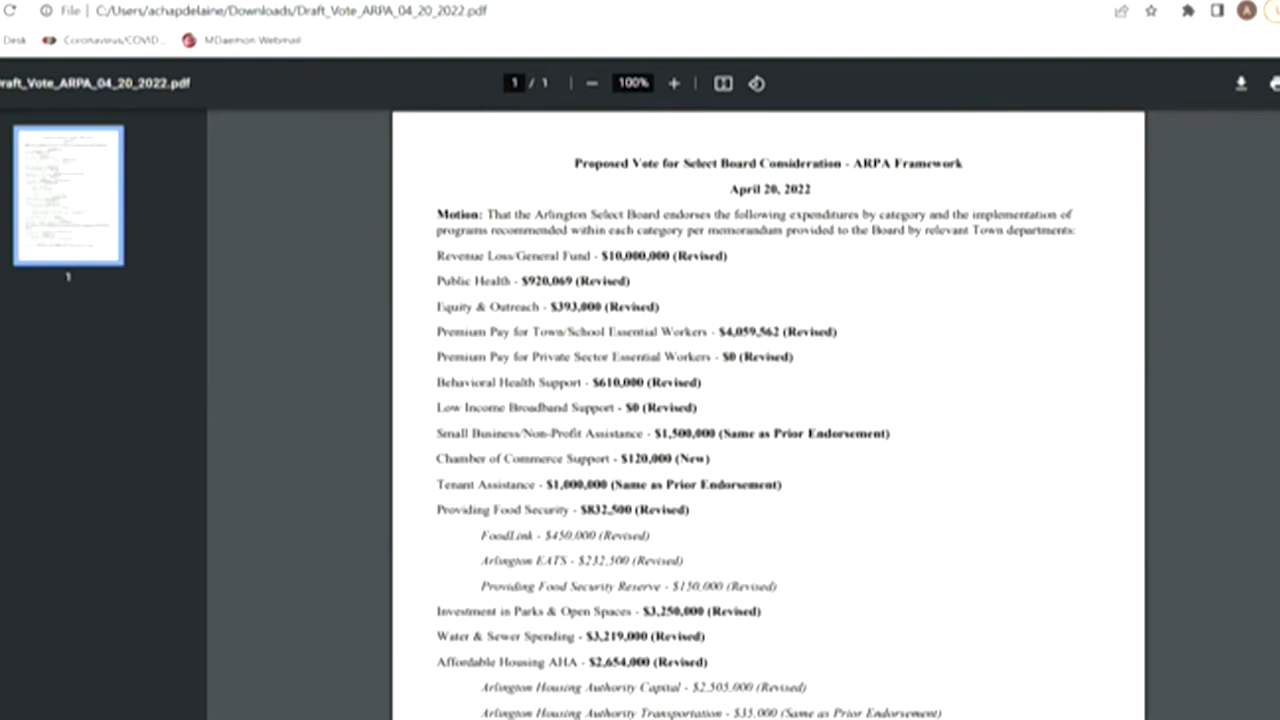 File | C:/Users/achapdelaine/Downloads/Draft_Vote_ARPA_04_20_2022.pdf
A
Desk Coronavirus/COVID... MDaemon Webmail
raft_Vote_ARPA_04_20_2022.pdf 1 / 1 100%
1
Proposed Vote for Select Board Consideration - ARPA Framework
April 20, 2022
Motion: That the Arlington Select Board endorses the following expenditures by category and the implementation of
programs recommended within each category per memorandum provided to the Board by relevant Town departments:
Revenue Loss/General Fund - $10,000,000 (Revised)
Public Health - $920,069 (Revised)
Equity & Outreach - $393,000 (Revised)
Premium Pay for Town/School Essential Workers - $4,059,562 (Revised)
Premium Pay for Private Sector Essential Workers - $0 (Revised)
Behavioral Health Support - $610,000 (Revised)
Low Income Broadband Support - $0 (Revised)
Small Business/Non-Profit Assistance - $1,500,000 (Same as Prior Endorsement)
Chamber of Commerce Support - $120,000 (New)
Tenant Assistance - $1,000,000 (Same as Prior Endorsement)
Providing Food Security - $832,500 (Revised)
FoodLink - $450,000 (Revised)
Arlington EATS - $232,500 (Revised)
Providing Food Security Reserve - $150,000 (Revised)
Investment in Parks & Open Spaces - $3,250,000 (Revised)
Water & Sewer Spending - $3,219,000 (Revised)
Affordable Housing AHA - $2,654,000 (Revised)
Arlington Housing Authority Capital - $2,505,000 (Revised)
Arlington Housing Authority Transportation - $35,000 (Same as Prior Endorsement)